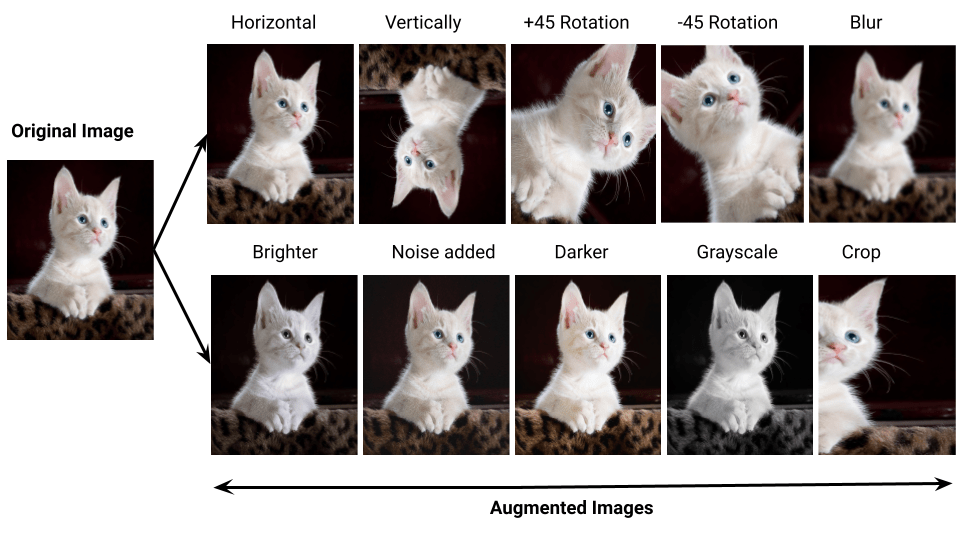 Horizontal
Vertically
+45 Rotation
-45 Rotation
Blur
Original Image
Brighter
Noise added
Darker
Grayscale
Crop
Augmented Images